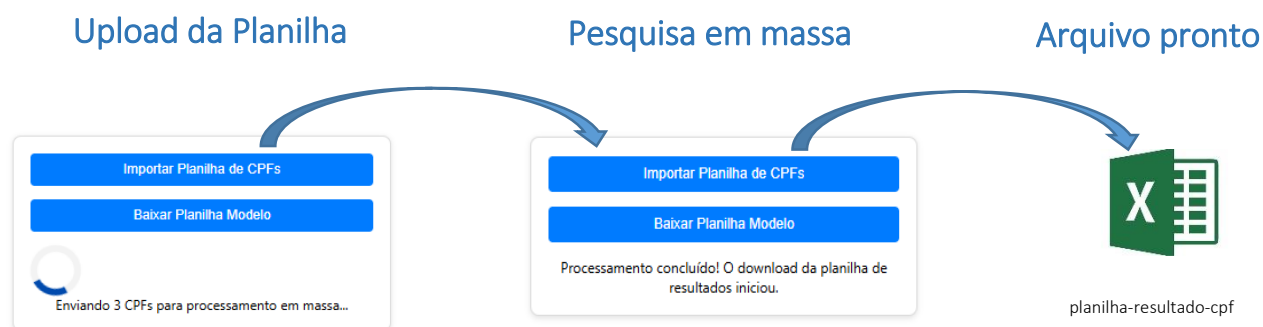 Upload da Planilha
Pesquisa em massa
Arquivo pronto
Importar Planilha de CPFs
Baixar Planilha Modelo
Enviando 3 CPFs para processamento em massa...
Importar Planilha de CPFs
Baixar Planilha Modelo
Processamento concluído! O download da planilha de
resultados iniciou.
X
planilha-resultado-cpf